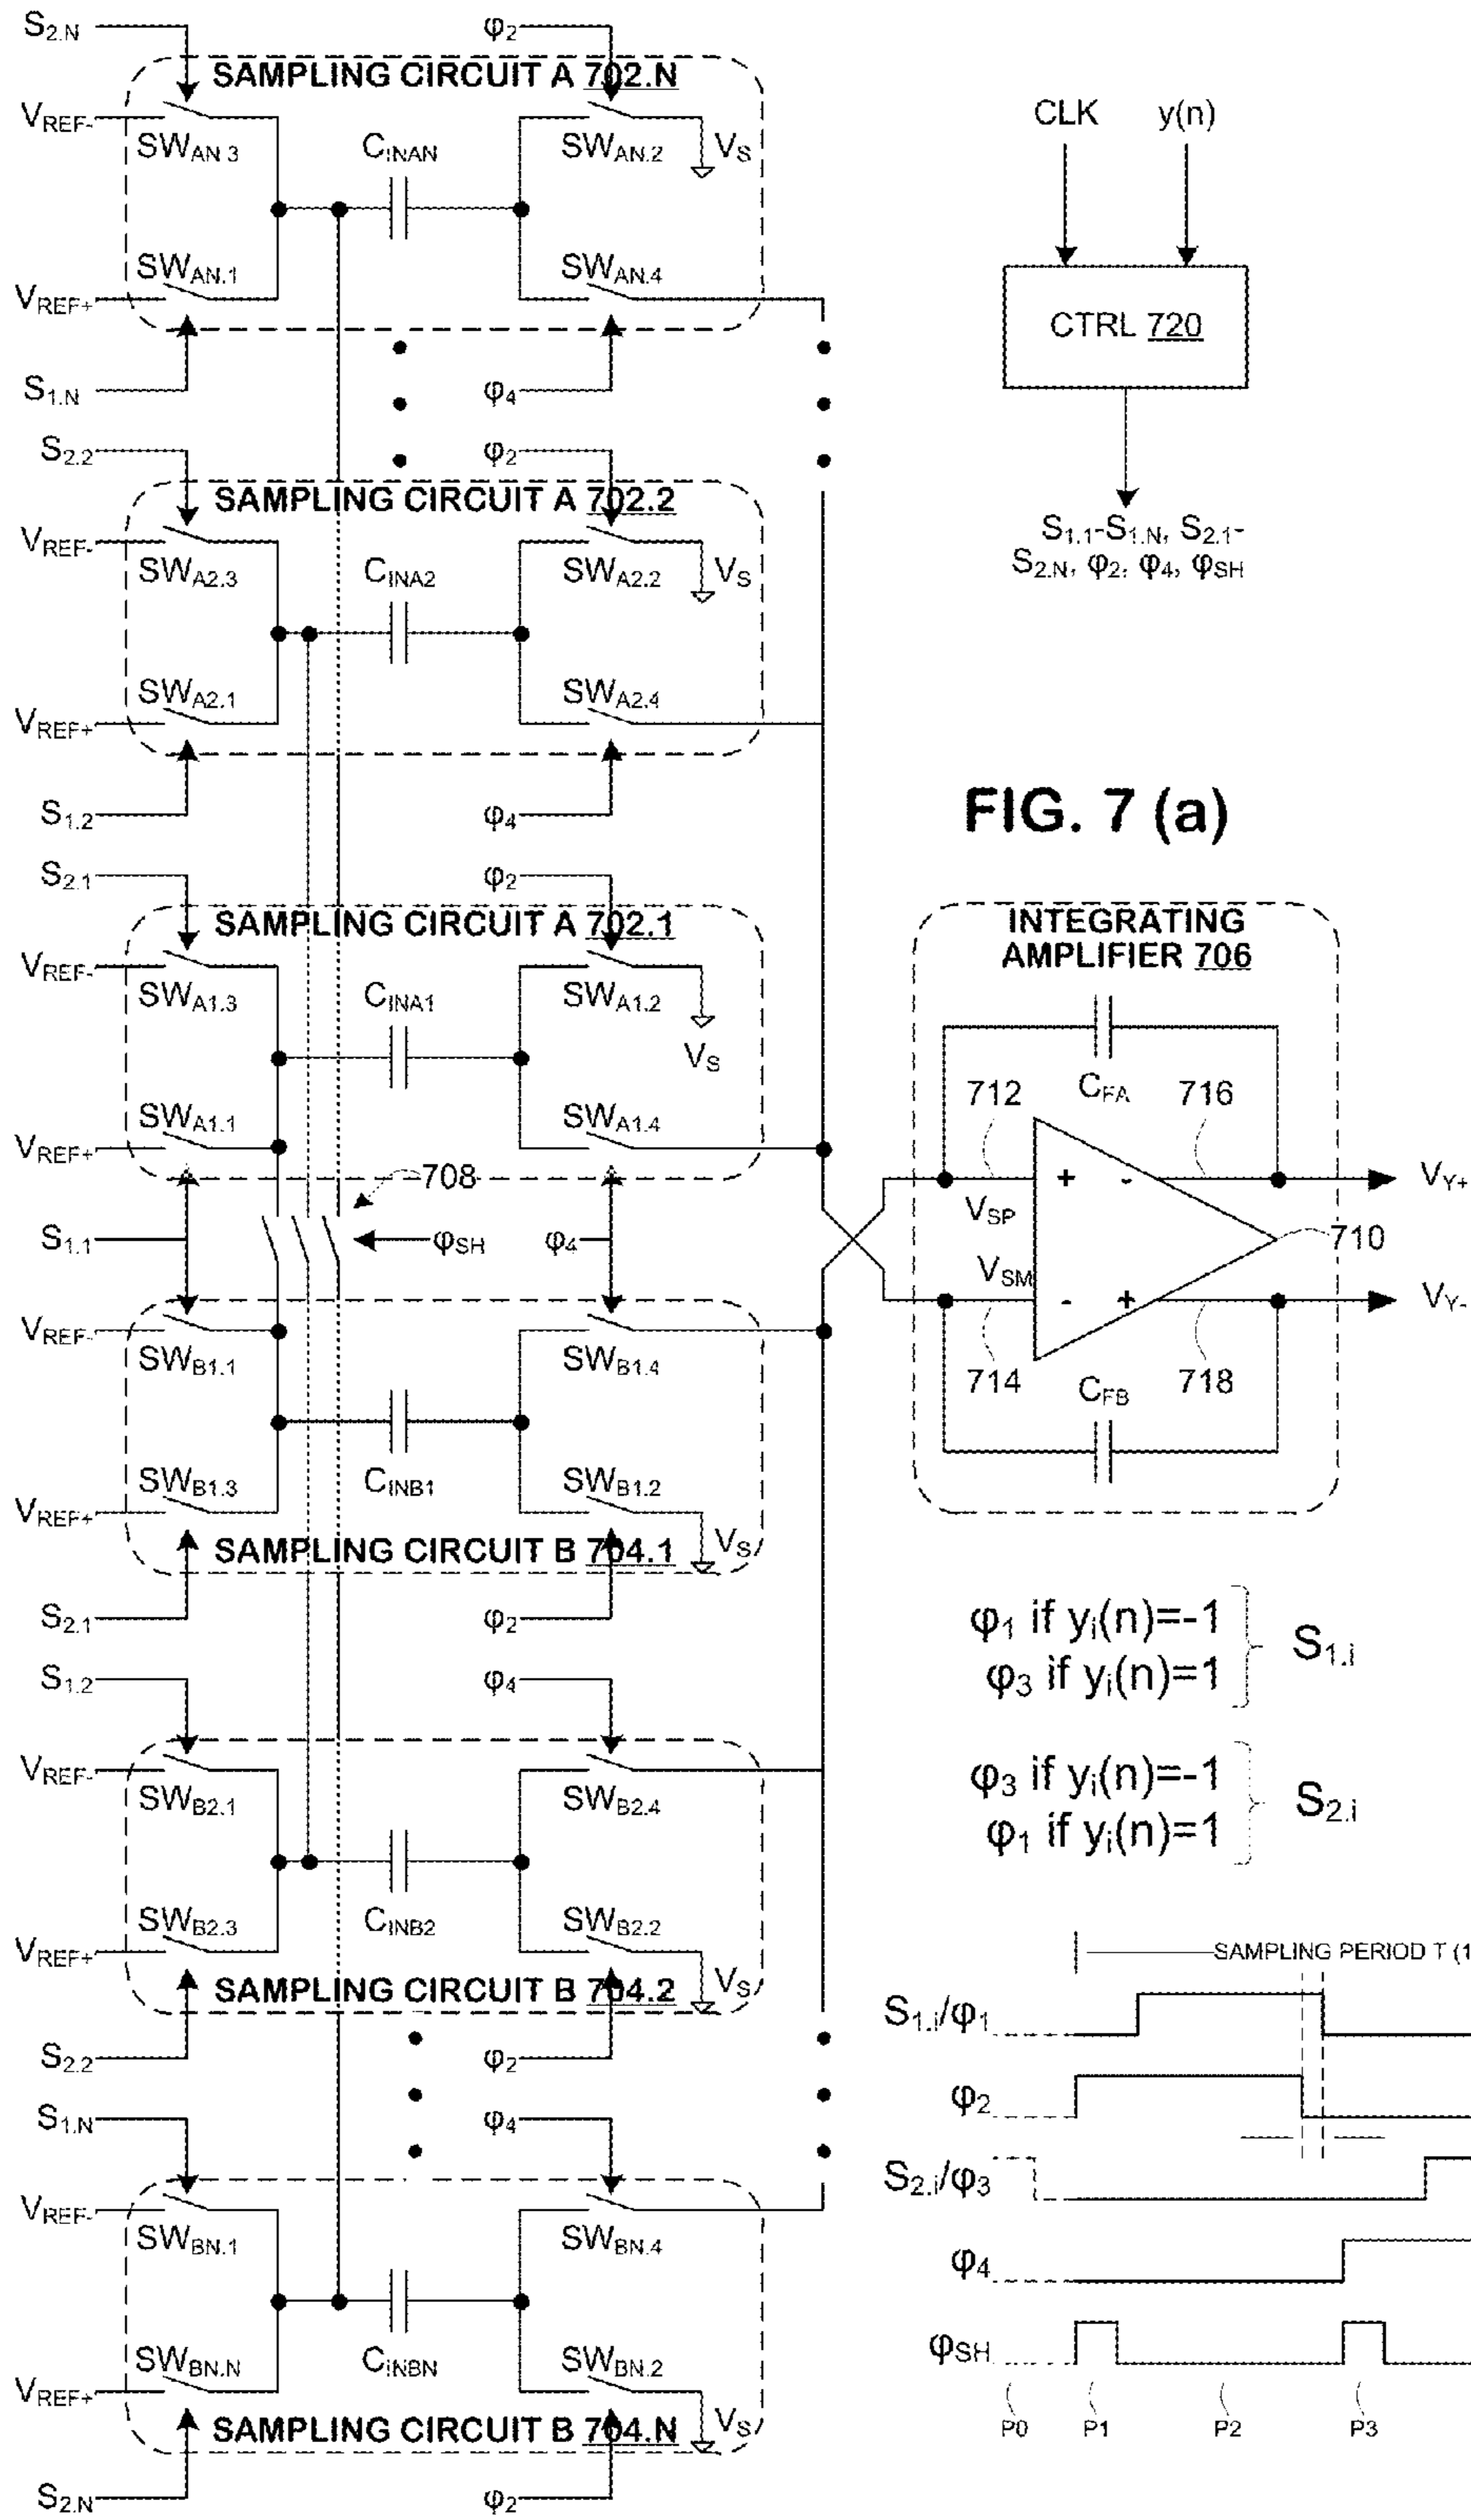 S2.N
φ2
SAMPLING CIRCUIT A 702.N
VREF-
SWAN.3
CINAN
SWAN.2
VS
SWAN.1
SWAN.4
VREF+
S1.N
φ4
CLK
y(n)
CTRL 720
S1.1-S1.N, S2.1-
S2.N, φ2, φ4, φSH
S2.2
φ2
SAMPLING CIRCUIT A 702.2
VREF-
SWA2.3
CINA2
SWA2.2
VS
SWA2.1
SWA2.4
VREF+
S1.2
φ4
FIG. 7 (a)
S2.1
φ2
SAMPLING CIRCUIT A 702.1
VREF-
SWA1.3
CINA1
SWA1.2
VS
SWA1.1
SWA1.4
VREF+
708
S1.1
φSH
φ4
INTEGRATING
AMPLIFIER 706
CFA
712
716
+
-
VY+
VSP
710
VSM
-
+
VY-
714
718
CFB
VREF-
SWB1.1
SWB1.4
SWB1.3
CINB1
SWB1.2
VREF+
VS
SAMPLING CIRCUIT B 704.1
S2.1
φ2
φ1 if yi(n)=-1
φ3 if yi(n)=1
S1.i
φ3 if yi(n)=-1
φ1 if yi(n)=1
S2.i
S1.2
φ4
VREF-
SWB2.1
SWB2.4
SWB2.3
CINB2
SWB2.2
VREF+
VS
SAMPLING CIRCUIT B 704.2
S2.2
φ2
S1.N
φ4
VREF-
SWBN.1
SWBN.4
SWBN.N
CINBN
SWBN.2
VREF+
VS
SAMPLING CIRCUIT B 704.N
S2.N
φ2
SAMPLING PERIOD T (1
S1.i/φ1
φ2
S2.i/φ3
φ4
φSH
P0
P1
P2
P3